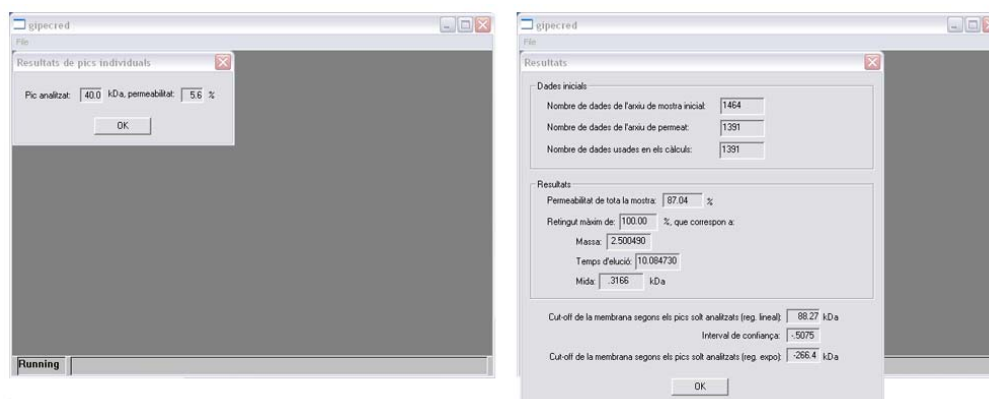 gipecred
File
Resultats de pics individuals
Pic analitzat: 40.0 kDa, permeabilitat: 5.6 %
OK
Running
gipecred
File
Resultats
Dades inicials
Nombre de dades de l'arxiu de mostra inicial: 1464
Nombre de dades de l'arxiu de permeat: 1391
Nombre de dades usades en els càlculs: 1391
Resultats
Permeabilitat de tota la mostra: 87.04 %
Retingut màxim de: 100.00 %, que correspon a:
Massa: 2.500490
Temps d'elució: 10.084730
Mida: .3166 kDa
Cut-off de la membrana segons els pics solt analitzats (reg. lineal): 88.27 kDa
Interval de confiança: -.5075
Cut-off de la membrana segons els pics solt analitzats (reg. expo): -266.4 kDa
OK